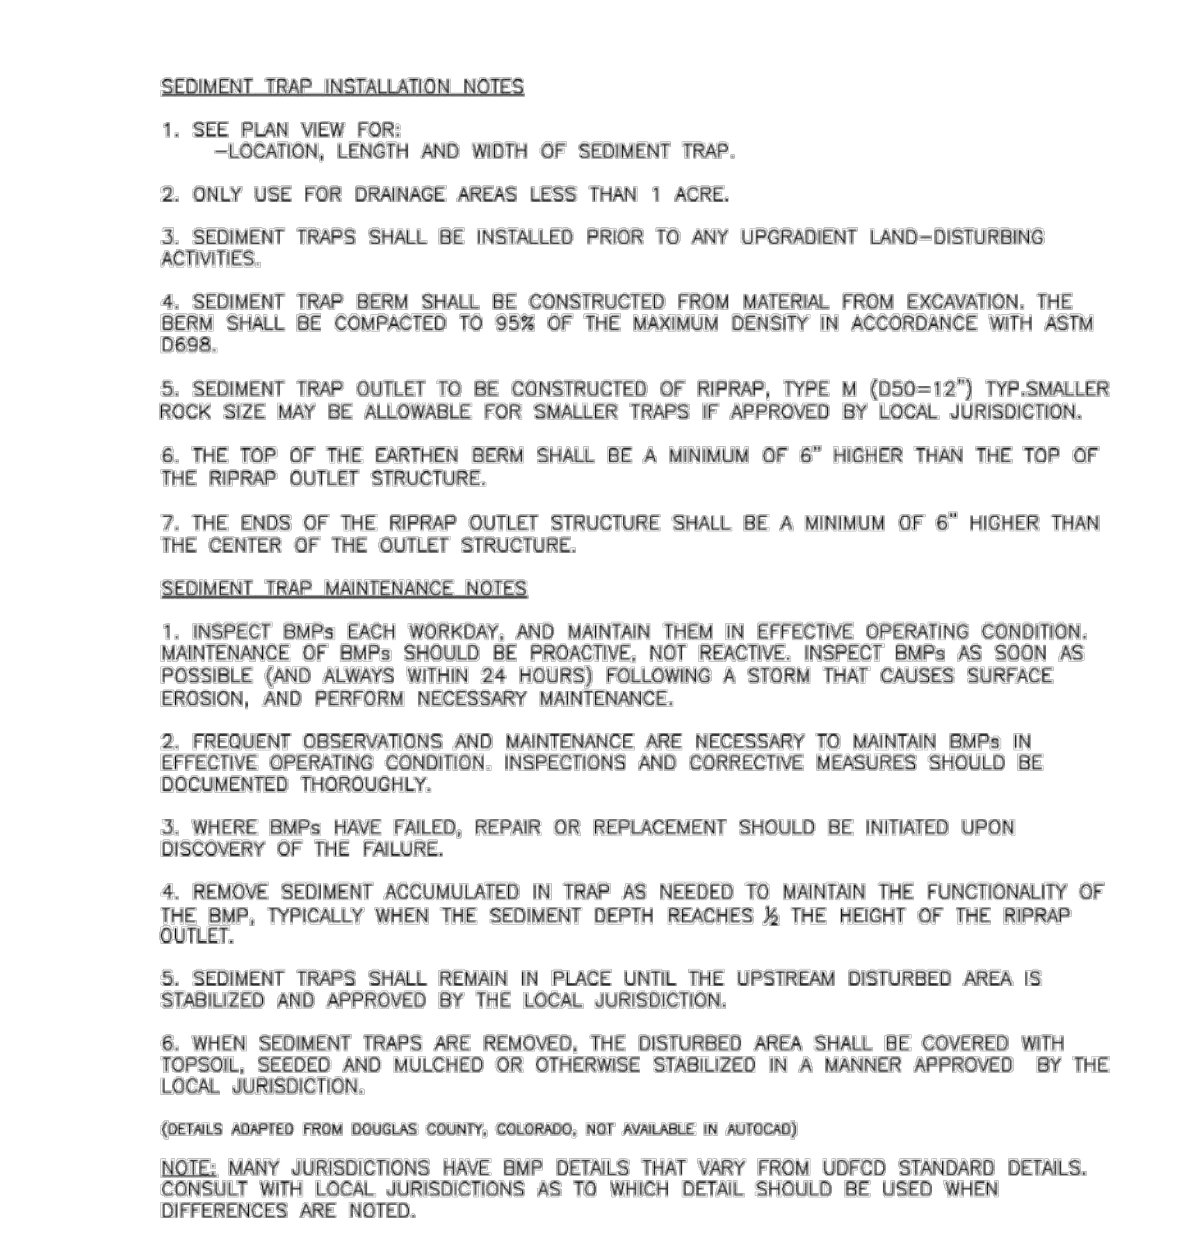 SEDIMENT TRAP INSTALLATION NOTES
1. SEE PLAN VIEW FOR:
−LOCATION, LENGTH AND WIDTH OF SEDIMENT TRAP.
2. ONLY USE FOR DRAINAGE AREAS LESS THAN 1 ACRE.
3. SEDIMENT TRAPS SHALL BE INSTALLED PRIOR TO ANY UPGRADIENT LAND−DISTURBING
ACTIVITIES.
4. SEDIMENT TRAP BERM SHALL BE CONSTRUCTED FROM MATERIAL FROM EXCAVATION. THE
BERM SHALL BE COMPACTED TO 95% OF THE MAXIMUM DENSITY IN ACCORDANCE WITH ASTM
D698.
5. SEDIMENT TRAP OUTLET TO BE CONSTRUCTED OF RIPRAP, TYPE M (D50=12") TYP.SMALLER
ROCK SIZE MAY BE ALLOWABLE FOR SMALLER TRAPS IF APPROVED BY LOCAL JURISDICTION.
6. THE TOP OF THE EARTHEN BERM SHALL BE A MINIMUM OF 6" HIGHER THAN THE TOP OF
THE RIPRAP OUTLET STRUCTURE.
7. THE ENDS OF THE RIPRAP OUTLET STRUCTURE SHALL BE A MINIMUM OF 6" HIGHER THAN
THE CENTER OF THE OUTLET STRUCTURE.
SEDIMENT TRAP MAINTENANCE NOTES
1. INSPECT BMPs EACH WORKDAY, AND MAINTAIN THEM IN EFFECTIVE OPERATING CONDITION.
MAINTENANCE OF BMPs SHOULD BE PROACTIVE, NOT REACTIVE. INSPECT BMPs AS SOON AS
POSSIBLE (AND ALWAYS WITHIN 24 HOURS) FOLLOWING A STORM THAT CAUSES SURFACE
EROSION, AND PERFORM NECESSARY MAINTENANCE.
2. FREQUENT OBSERVATIONS AND MAINTENANCE ARE NECESSARY TO MAINTAIN BMPs IN
EFFECTIVE OPERATING CONDITION. INSPECTIONS AND CORRECTIVE MEASURES SHOULD BE
DOCUMENTED THOROUGHLY.
3. WHERE BMPs HAVE FAILED, REPAIR OR REPLACEMENT SHOULD BE INITIATED UPON
DISCOVERY OF THE FAILURE.
4. REMOVE SEDIMENT ACCUMULATED IN TRAP AS NEEDED TO MAINTAIN THE FUNCTIONALITY OF
THE BMP, TYPICALLY WHEN THE SEDIMENT DEPTH REACHES ½ THE HEIGHT OF THE RIPRAP
OUTLET.
5. SEDIMENT TRAPS SHALL REMAIN IN PLACE UNTIL THE UPSTREAM DISTURBED AREA IS
STABILIZED AND APPROVED BY THE LOCAL JURISDICTION.
6. WHEN SEDIMENT TRAPS ARE REMOVED, THE DISTURBED AREA SHALL BE COVERED WITH
TOPSOIL, SEEDED AND MULCHED OR OTHERWISE STABILIZED IN A MANNER APPROVED BY THE
LOCAL JURISDICTION.
(DETAILS ADAPTED FROM DOUGLAS COUNTY, COLORADO, NOT AVAILABLE IN AUTOCAD)
NOTE: MANY JURISDICTIONS HAVE BMP DETAILS THAT VARY FROM UDFCD STANDARD DETAILS.
CONSULT WITH LOCAL JURISDICTIONS AS TO WHICH DETAIL SHOULD BE USED WHEN
DIFFERENCES ARE NOTED.